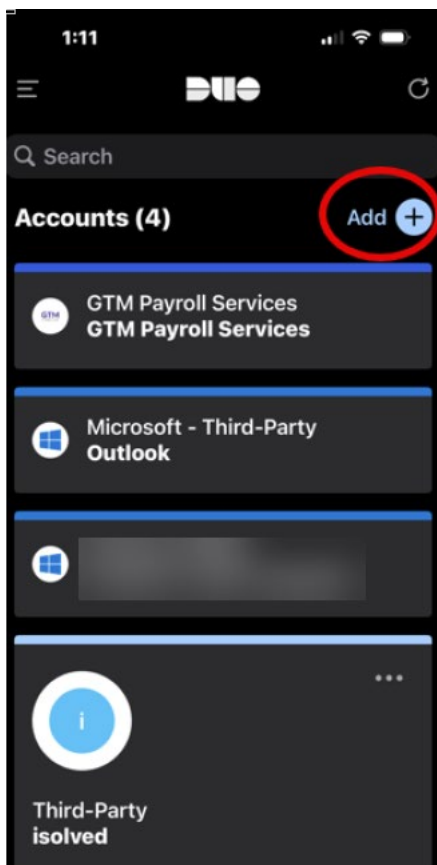 1:11
DUO
Search
Accounts (4)
Add +
GTM
GTM Payroll Services
GTM Payroll Services
Microsoft - Third-Party
Outlook
i
Third-Party
isolved